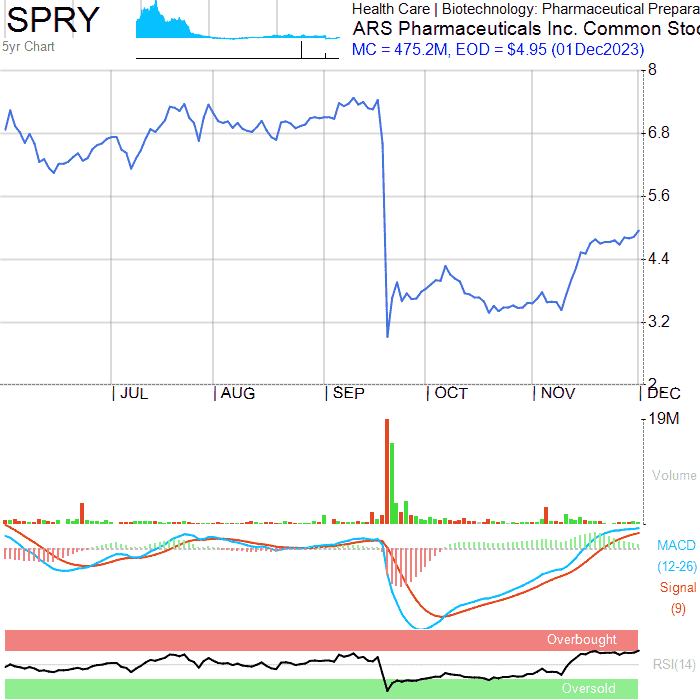 SPRY
5yr Chart
Health Care | Biotechnology: Pharmaceutical Prepara
ARS Pharmaceuticals Inc. Common Stoc
MC = 475.2M, EOD = $4.95 (01Dec2023)
8
6.8
5.6
4.4
3.2
2
JUL AUG SEP OCT NOV DEC
19M
Volume
MACD
(12-26)
Signal
(9)
Overbought
RSI(14)
Oversold